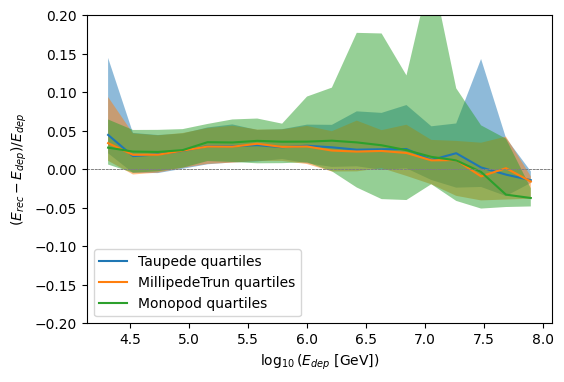 (E_rec − E_dep)/E_dep
0.20
0.15
0.10
0.05
0.00
−0.05
−0.10
−0.15
−0.20
Taupede quartiles
MillipedeTrun quartiles
Monopod quartiles
4.5 5.0 5.5 6.0 6.5 7.0 7.5 8.0
log₁₀(E_dep [GeV])